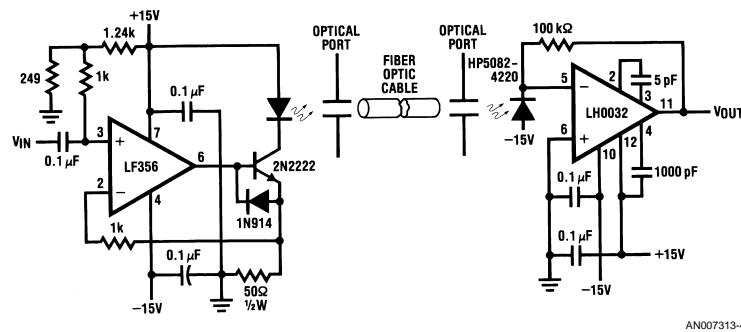 +15V
1.24k
249
1k
0.1 μF
VIN
0.1 μF
3
+
7
LF356
6
2
−
4
1k
2N2222
1N914
0.1 μF
−15V
50Ω
½W
OPTICAL
PORT
FIBER
OPTIC
CABLE
OPTICAL
PORT
HP5082-
4220
−15V
100 kΩ
5
−
2
5 pF
3
LH0032
11
VOUT
6
+
4
12
10
1000 pF
0.1 μF
0.1 μF
+15V
−15V